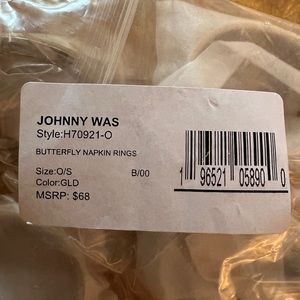 JOHNNY WAS
Style:H70921-O
BUTTERFLY NAPKIN RINGS
Size:O/S B/00
Color:GLD
MSRP: $68
1 96521 05890 0